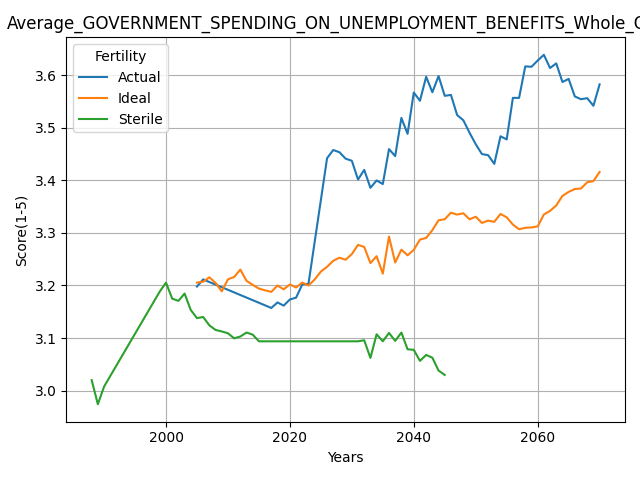 Average_GOVERNMENT_SPENDING_ON_UNEMPLOYMENT_BENEFITS_Whole_
Fertility
Actual
Ideal
Sterile
3.6
3.5
3.4
3.3
3.2
3.1
3.0
Score(1-5)
2000 2020 2040 2060
Years